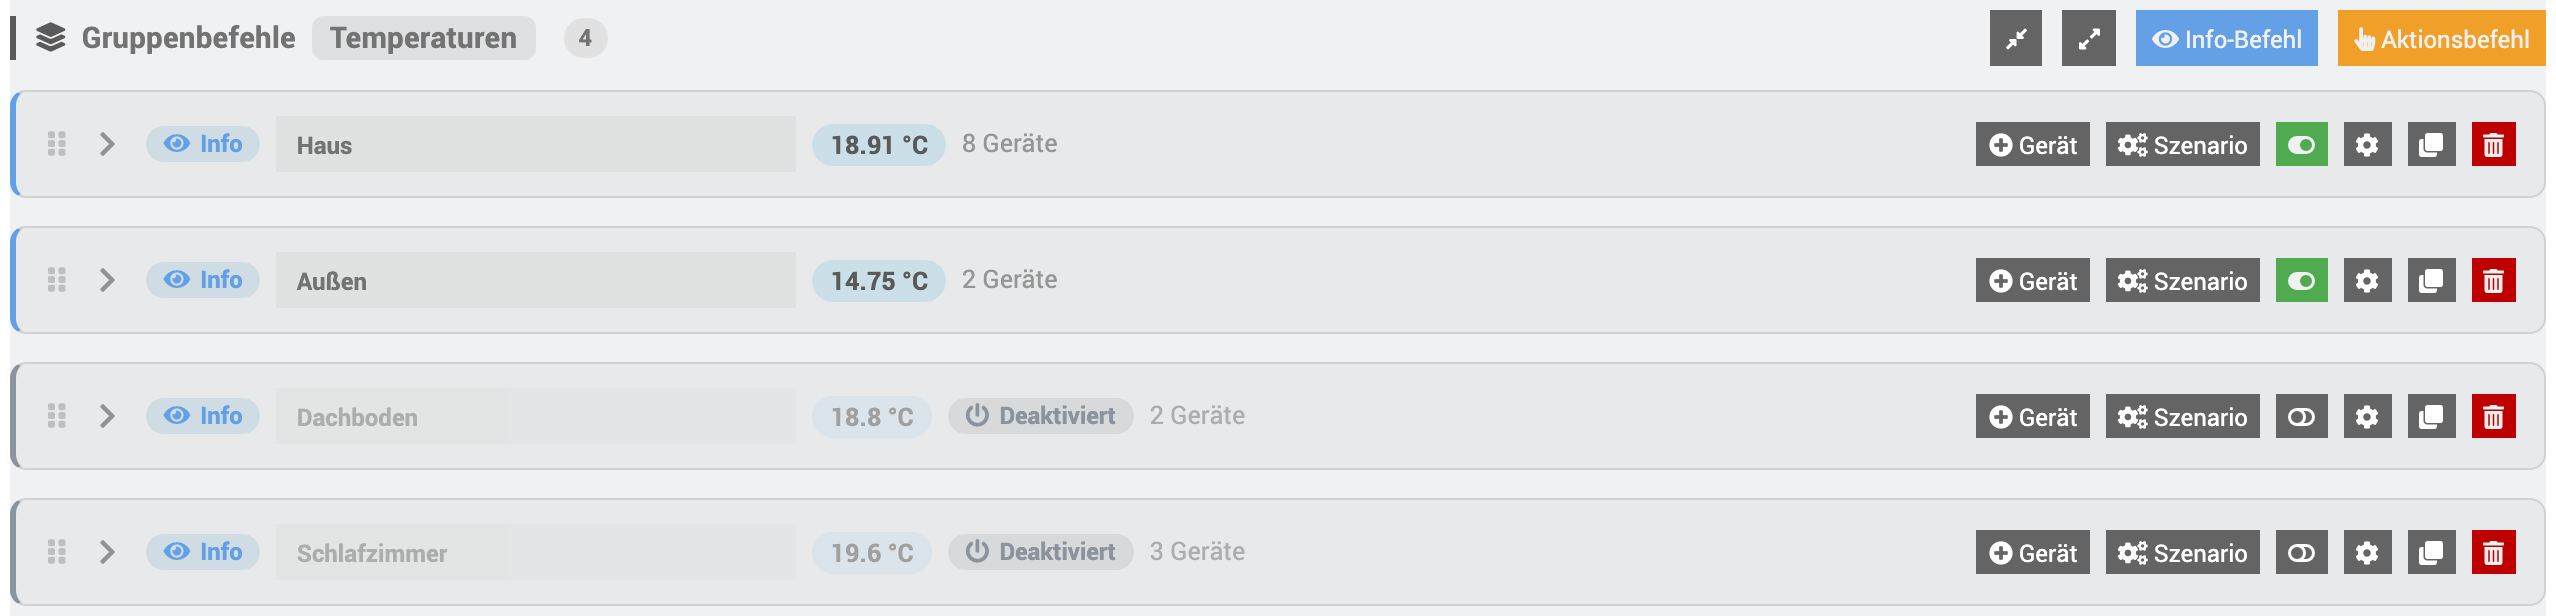 Gruppenbefehle Temperaturen 4 Info-Befehl Aktionsbefehl
Info Haus 18.91 °C 8 Geräte Gerät Szenario
Info Außen 14.75 °C 2 Geräte Gerät Szenario
Info Dachboden 18.8 °C Deaktiviert 2 Geräte Gerät Szenario
Info Schlafzimmer 19.6 °C Deaktiviert 3 Geräte Gerät Szenario